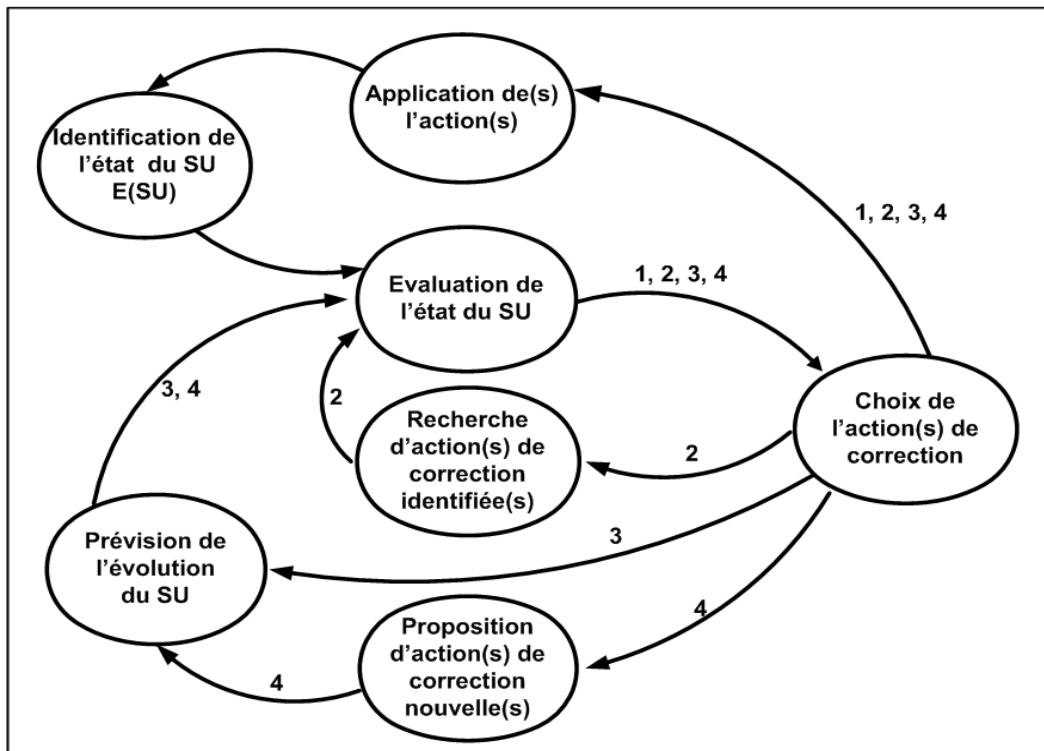 Application de(s)
l'action(s)
Identification de
l'état du SU
E(SU)
1, 2, 3, 4
Evaluation de
l'état du SU
1, 2, 3, 4
3, 4
2
Recherche
d'action(s) de
correction
identifiée(s)
2
Choix de
l'action(s) de
correction
Prévision de
l'évolution
du SU
3
4
Proposition
d'action(s) de
correction
nouvelle(s)
4